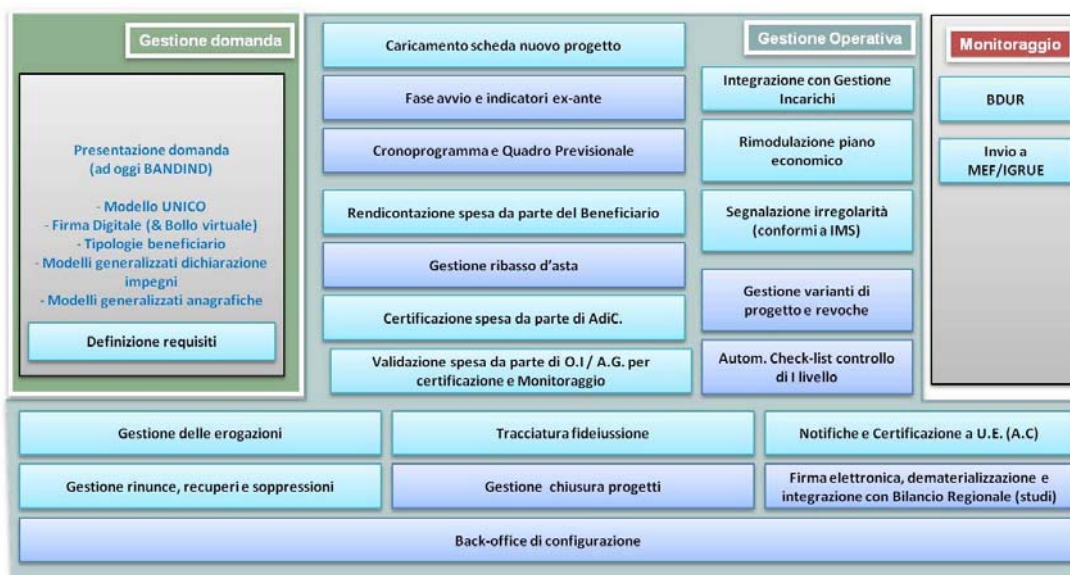 Gestione domanda
Presentazione domanda
(ad oggi BANDIND)
- Modello UNICO
- Firma Digitale (& Bollo virtuale)
- Tipologie beneficiario
- Modelli generalizzati dichiarazione
impegni
- Modelli generalizzati anagrafiche
Definizione requisiti
Gestione Operativa
Caricamento scheda nuovo progetto
Fase avvio e indicatori ex-ante
Cronoprogramma e Quadro Previsionale
Rendicontazione spesa da parte del Beneficiario
Gestione ribasso d'asta
Certificazione spesa da parte di AdiC.
Validazione spesa da parte di O.I / A.G. per
certificazione e Monitoraggio
Integrazione con Gestione
Incarichi
Rimodulazione piano
economico
Segnalazione irregolarità
(conformi a IMS)
Gestione varianti di
progetto e revoche
Autom. Check-list controllo
di I livello
Monitoraggio
BDUR
Invio a
MEF/IGRUE
Gestione delle erogazioni
Tracciatura fideiussione
Notifiche e Certificazione a U.E. (A.C)
Gestione rinunce, recuperi e soppressioni
Gestione chiusura progetti
Firma elettronica, dematerializzazione e
integrazione con Bilancio Regionale (studi)
Back-office di configurazione